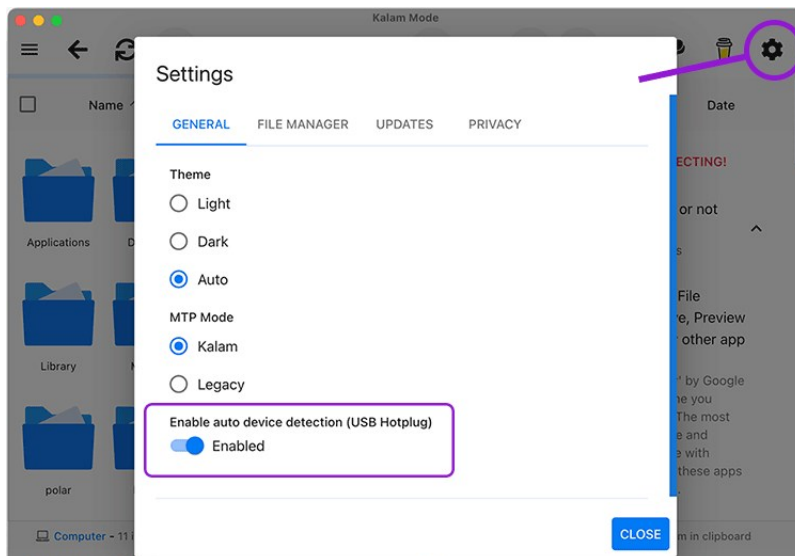 Kalam Mode
Settings
Name
Date
GENERAL FILE MANAGER UPDATES PRIVACY
ECTING!
Theme
Light
or not
Applications
D
Dark
s
Auto
File
MTP Mode
e, Preview
Kalam
other app
Library
Legacy
" by Google
he you
Enable auto device detection (USB Hotplug)
The most
Enabled
e and
e with
these apps
polar
Computer - 11 i
CLOSE
m in clipboard